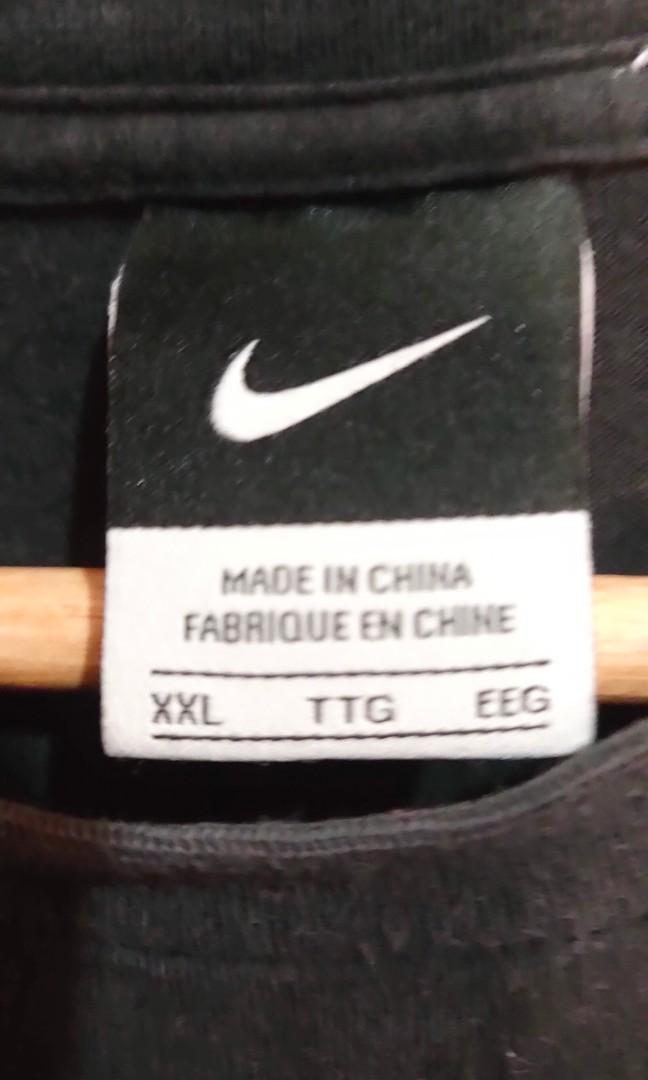 MADE IN CHINA
FABRIQUE EN CHINE
XXL TTG EEG